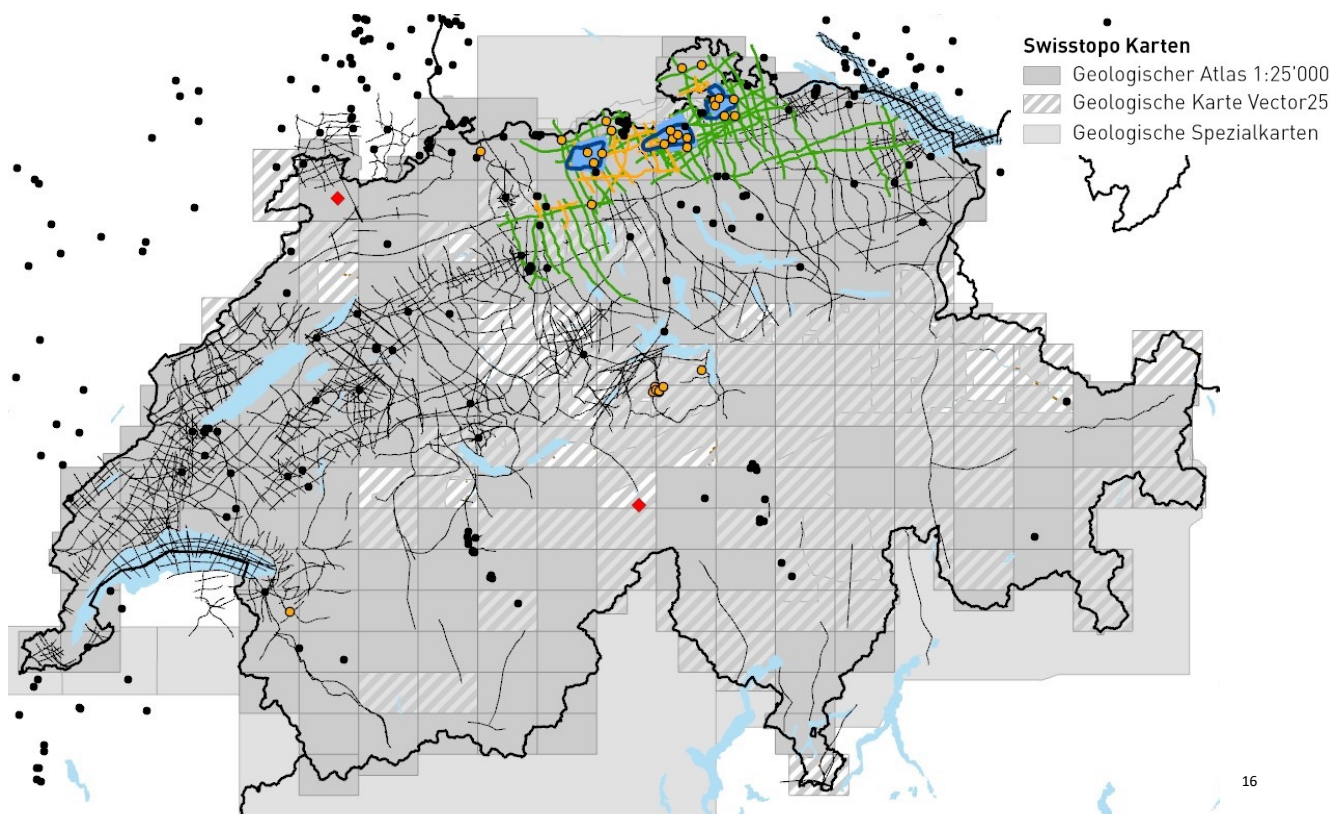 Swisstopo Karten
Geologischer Atlas 1:25'000
Geologische Karte Vector25
Geologische Spezialkarten
16